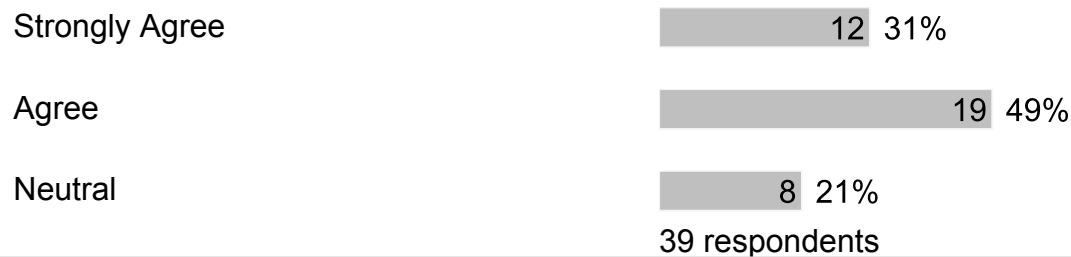 Strongly Agree 12 31%
Agree 19 49%
Neutral 8 21%
39 respondents